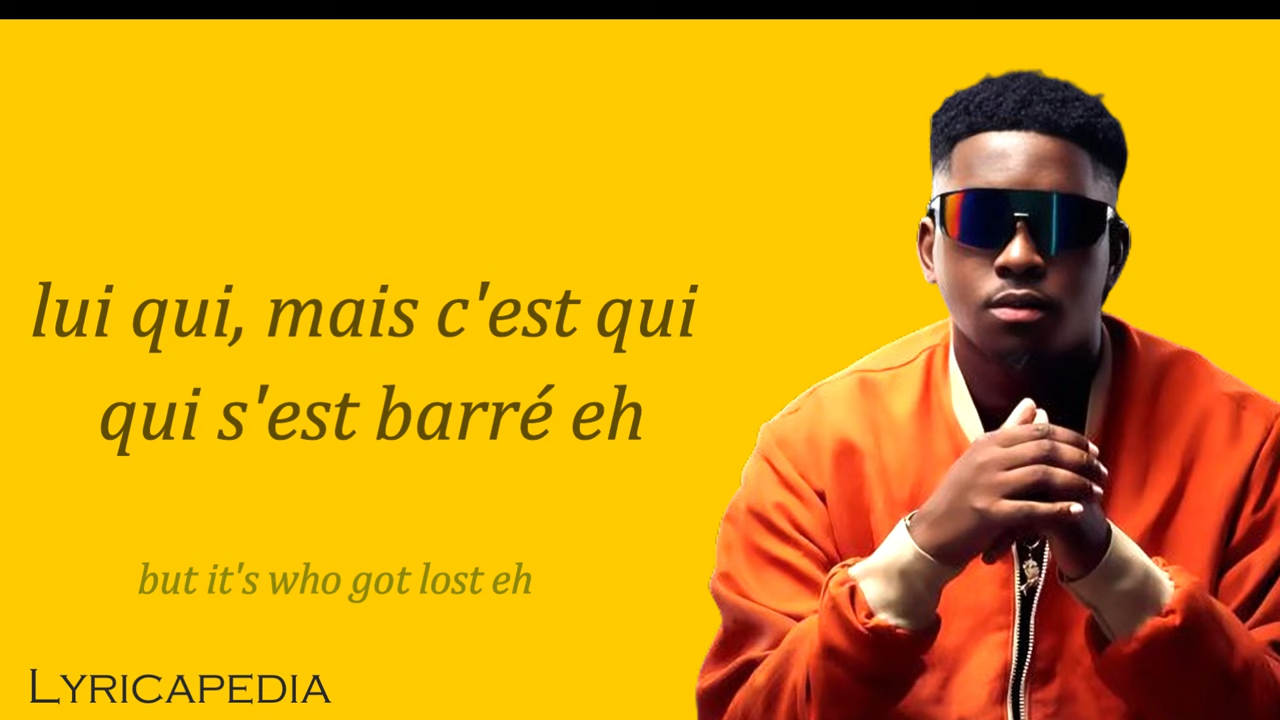 lui qui, mais c'est qui
qui s'est barré eh
but it's who got lost eh
LYRICAPEDIA